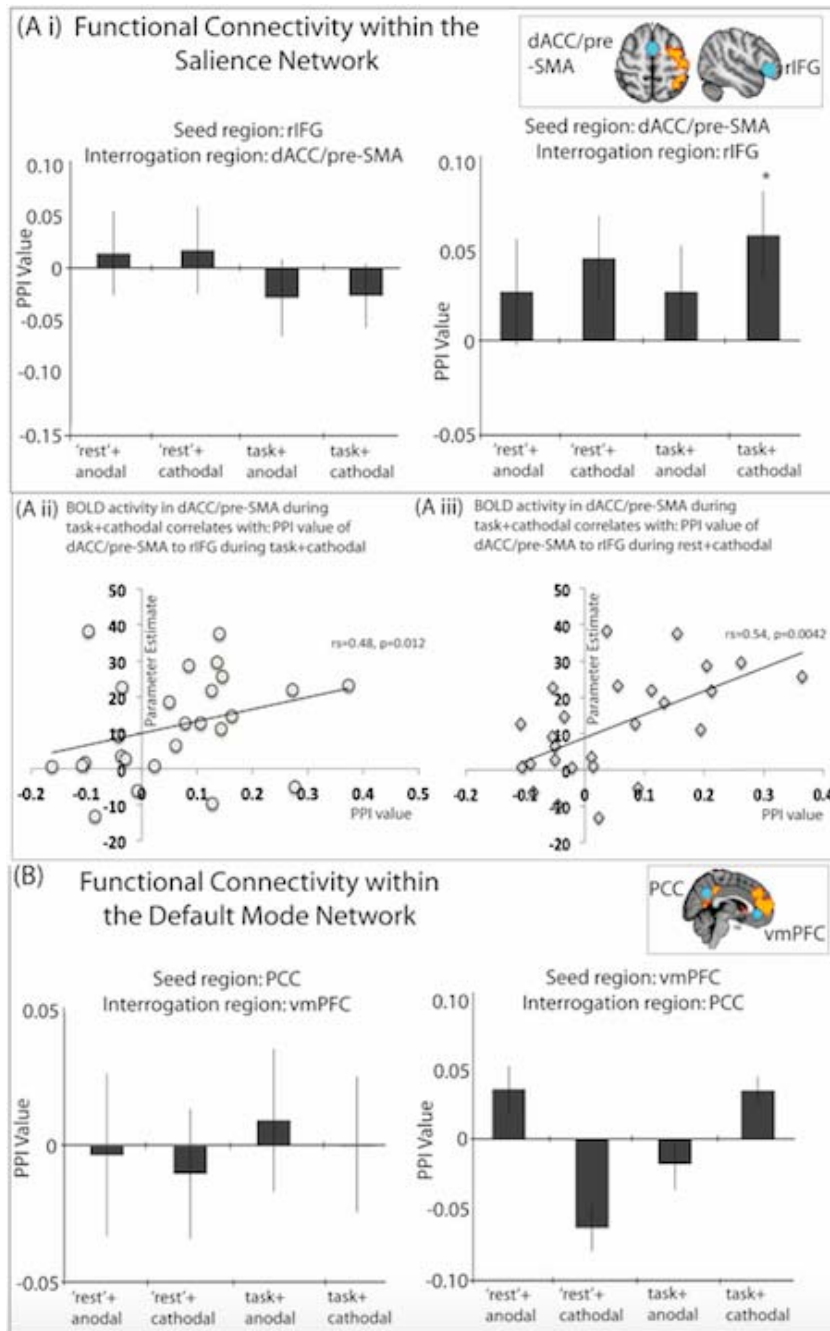 (A i) Functional Connectivity within the
Salience Network
dACC/pre
-SMA
rIFG
Seed region: rIFG
Interrogation region: dACC/pre-SMA
0.10
0.05
0
-0.05
-0.10
-0.15
PPI Value
'rest'+
anodal
'rest'+
cathodal
task+
anodal
task+
cathodal
Seed region: dACC/pre-SMA
Interrogation region: rIFG
0.10
0.05
0
-0.05
PPI Value
*
'rest'+
anodal
'rest'+
cathodal
task+
anodal
task+
cathodal
(A ii) BOLD activity in dACC/pre-SMA during
task+cathodal correlates with: PPI value of
dACC/pre-SMA to rIFG during task+cathodal
50
40
30
20
10
0
-10
-20
Parameter Estimate
rs=0.48, p=0.012
-0.2
-0.1
0
0.1
0.2
0.3
0.4
0.5
PPI value
(A iii) BOLD activity in dACC/pre-SMA during
task+cathodal correlates with: PPI value of
dACC/pre-SMA to rIFG during rest+cathodal
50
40
30
20
10
0
-20
Parameter Estimate
rs=0.54, p=0.0042
-0.2
-0.1
0
0.1
0.2
0.3
0.4
PPI value
(B) Functional Connectivity within
the Default Mode Network
PCC
vmPFC
Seed region: PCC
Interrogation region: vmPFC
0.05
0
-0.05
PPI Value
'rest'+
anodal
'rest'+
cathodal
task+
anodal
task+
cathodal
Seed region: vmPFC
Interrogation region: PCC
0.10
0.05
0
-0.05
-0.10
PPI Value
'rest'+
anodal
'rest'+
cathodal
task+
anodal
task+
cathodal